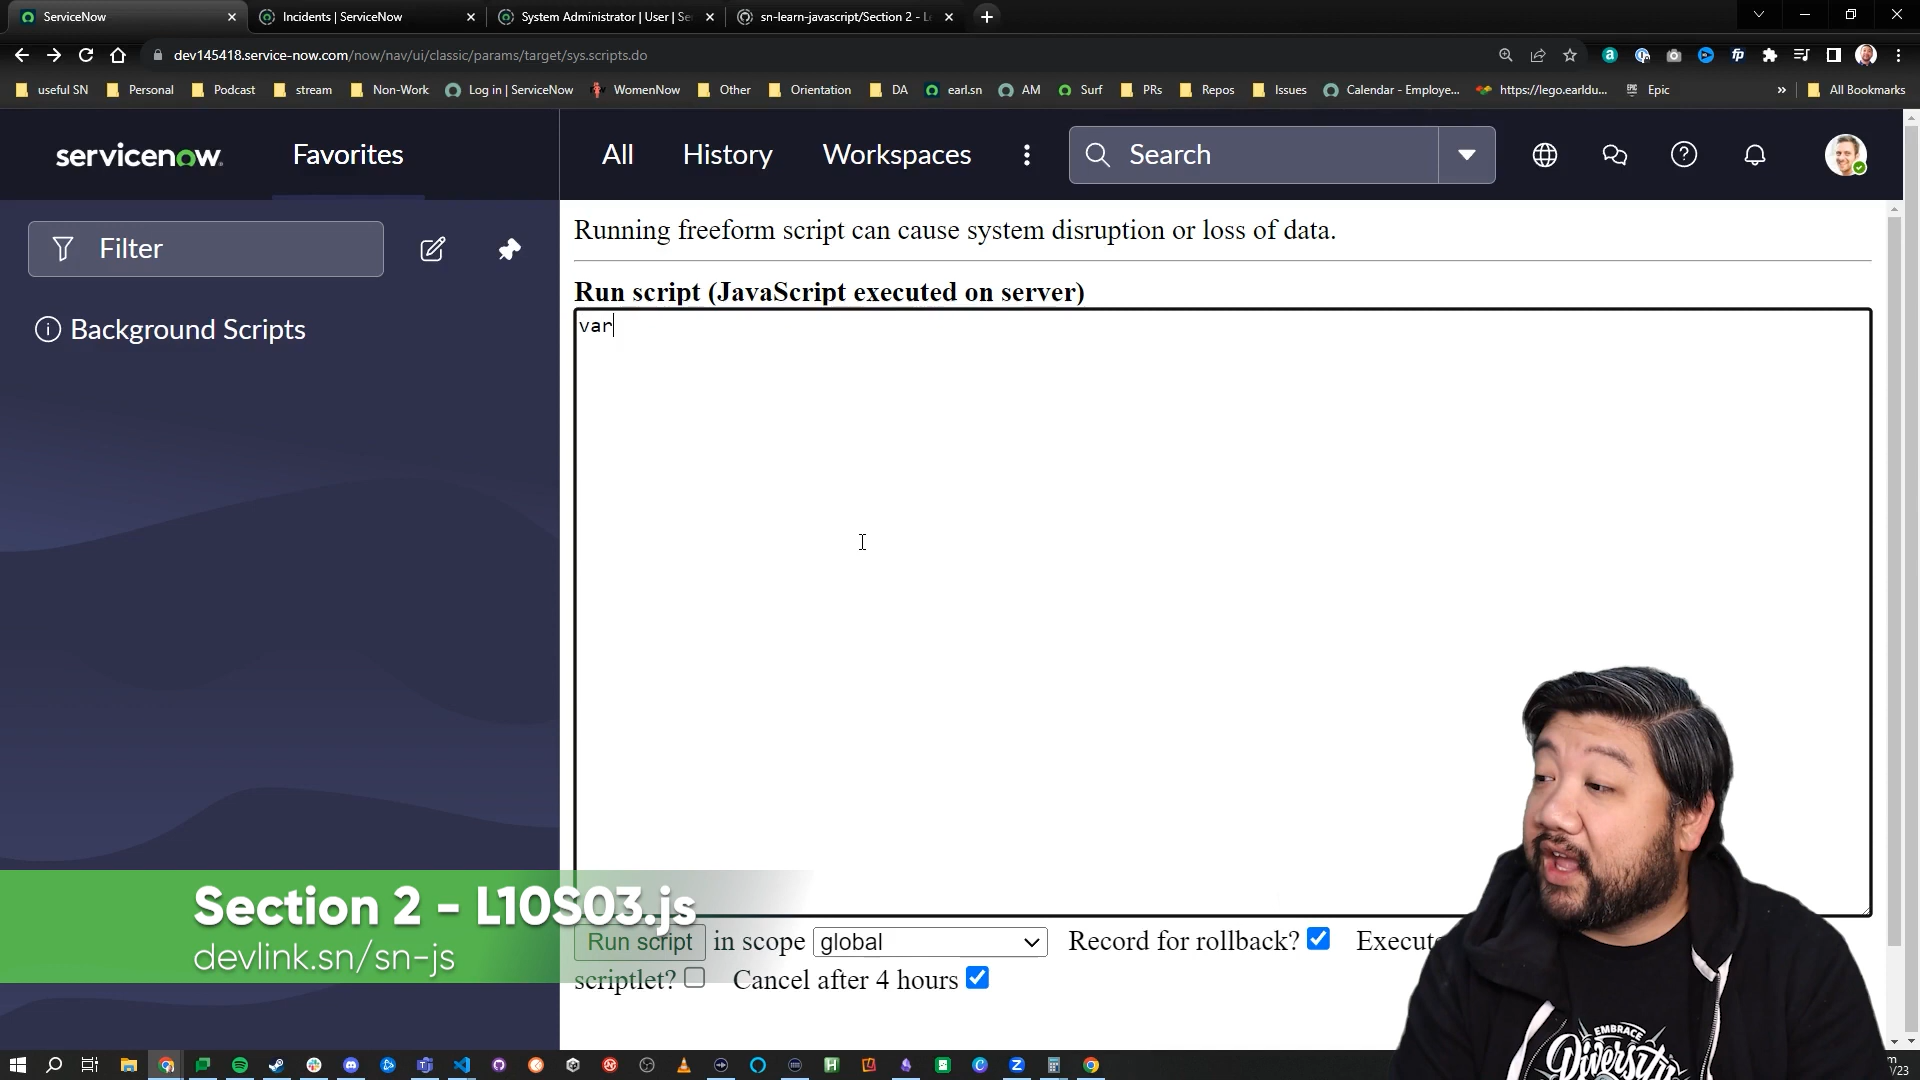 ServiceNow
Incidents | ServiceNow
System Administrator | User | Se
sn-learn-javascript/Section 2 - L
dev145418.service-now.com/now/nav/ui/classic/params/target/sys.scripts.do
useful SN
Personal
Podcast
stream
Non-Work
Log in | ServiceNow
WomenNow
Other
Orientation
DA
earl.sn
AM
Surf
PRs
Repos
Issues
Calendar - Employe...
https://lego.earldu...
Epic
»
All Bookmarks
servicenow.
Favorites
All
History
Workspaces
Search
Filter
Background Scripts
Running freeform script can cause system disruption or loss of data.
Run script (JavaScript executed on server)
var
Section 2 - L10S03.js
devlink.sn/sn-js
Run script in scope global Record for rollback? Execut
scriptlet? Cancel after 4 hours
EMBRACE
Diversity
/23